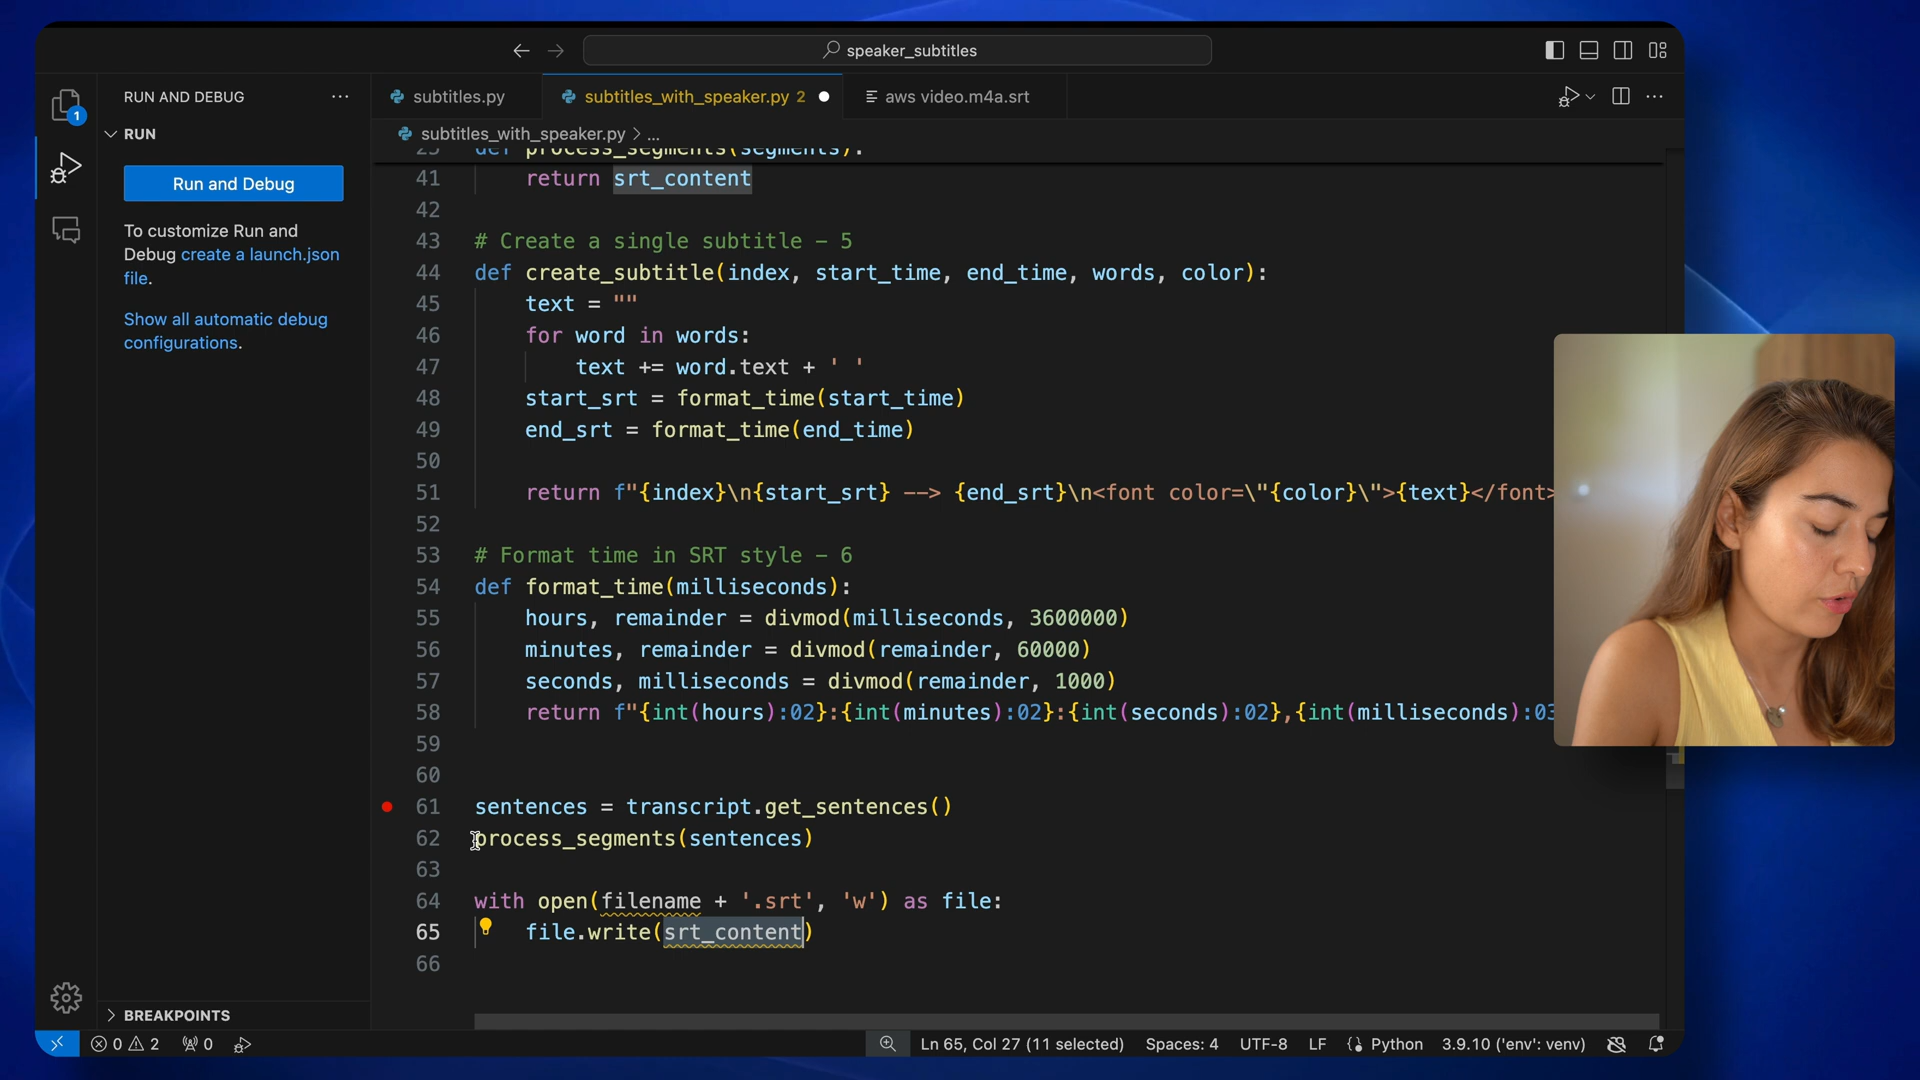 speaker_subtitles
RUN AND DEBUG
subtitles.py
subtitles_with_speaker.py 2
aws video.m4a.srt
1
RUN
subtitles_with_speaker.py > ...
Run and Debug
To customize Run and
Debug create a launch.json
file.
Show all automatic debug
configurations.
23 def process_segments(segments):
41 return srt_content
42
43 # Create a single subtitle – 5
44 def create_subtitle(index, start_time, end_time, words, color):
45 text = ""
46 for word in words:
47 text += word.text + ' '
48 start_srt = format_time(start_time)
49 end_srt = format_time(end_time)
50
51 return f"{index}\n{start_srt} --> {end_srt}\n<font color=\"{color}\">{text}</font>
52
53 # Format time in SRT style – 6
54 def format_time(milliseconds):
55 hours, remainder = divmod(milliseconds, 3600000)
56 minutes, remainder = divmod(remainder, 60000)
57 seconds, milliseconds = divmod(remainder, 1000)
58 return f"{int(hours):02}:{int(minutes):02}:{int(seconds):02},{int(milliseconds):03
59
60
61 sentences = transcript.get_sentences()
62 process_segments(sentences)
63
64 with open(filename + '.srt', 'w') as file:
65 file.write(srt_content)
66
BREAKPOINTS
0 2 0 Ln 65, Col 27 (11 selected) Spaces: 4 UTF-8 LF Python 3.9.10 ('env': venv)